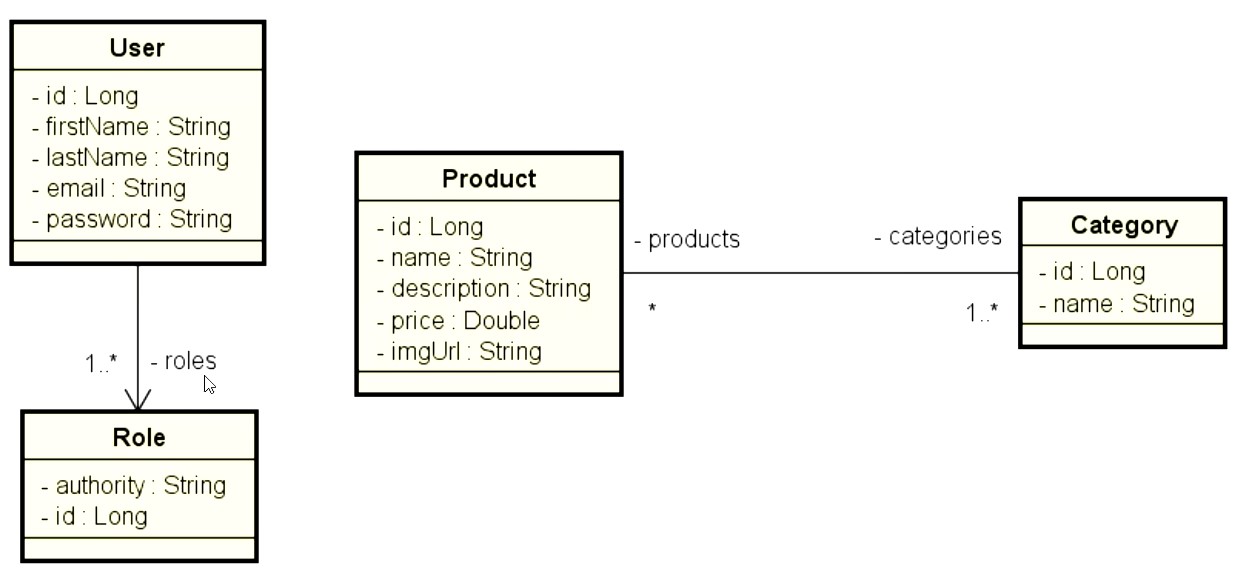 User
- id : Long
- firstName : String
- lastName : String
- email : String
- password : String
1..*
- roles
Role
- authority : String
- id : Long
Product
- id : Long
- name : String
- description : String
- price : Double
- imgUrl : String
- products
*
- categories
1..*
Category
- id : Long
- name : String